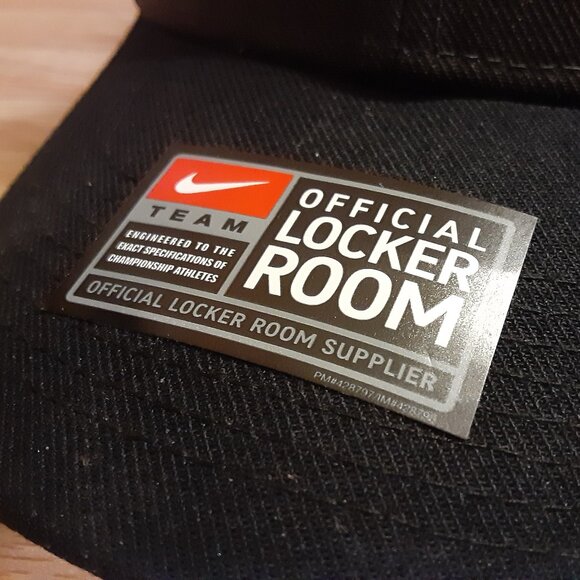 TEAM
ENGINEERED TO THE
EXACT SPECIFICATIONS OF
CHAMPIONSHIP ATHLETES
OFFICIAL
LOCKER
ROOM
OFFICIAL LOCKER ROOM SUPPLIER